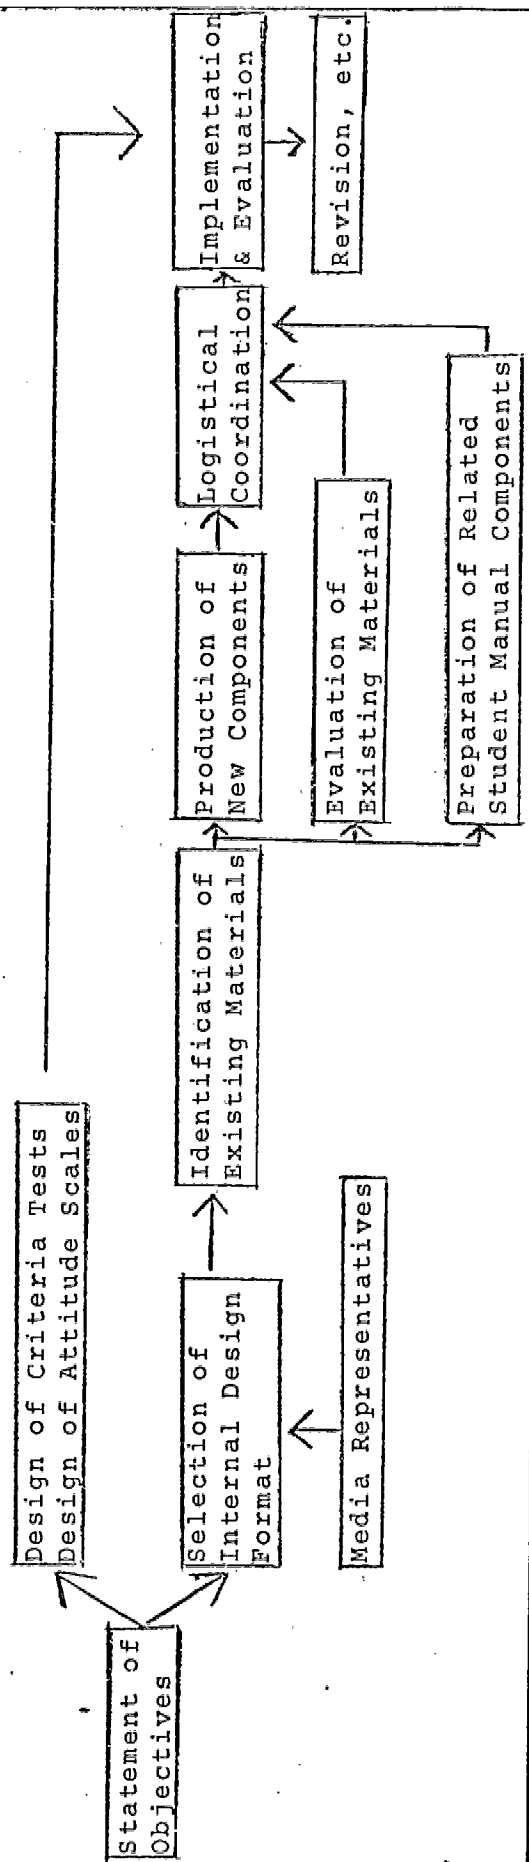 Statement of
Objectives
Design of Criteria Tests
Design of Attitude Scales
Selection of
Internal Design
Format
Media Representatives
Identification of
Existing Materials
Production of
New Components
Evaluation of
Existing Materials
Preparation of Related
Student Manual Components
Logistical
Coordination
Implementation
& Evaluation
Revision, etc.